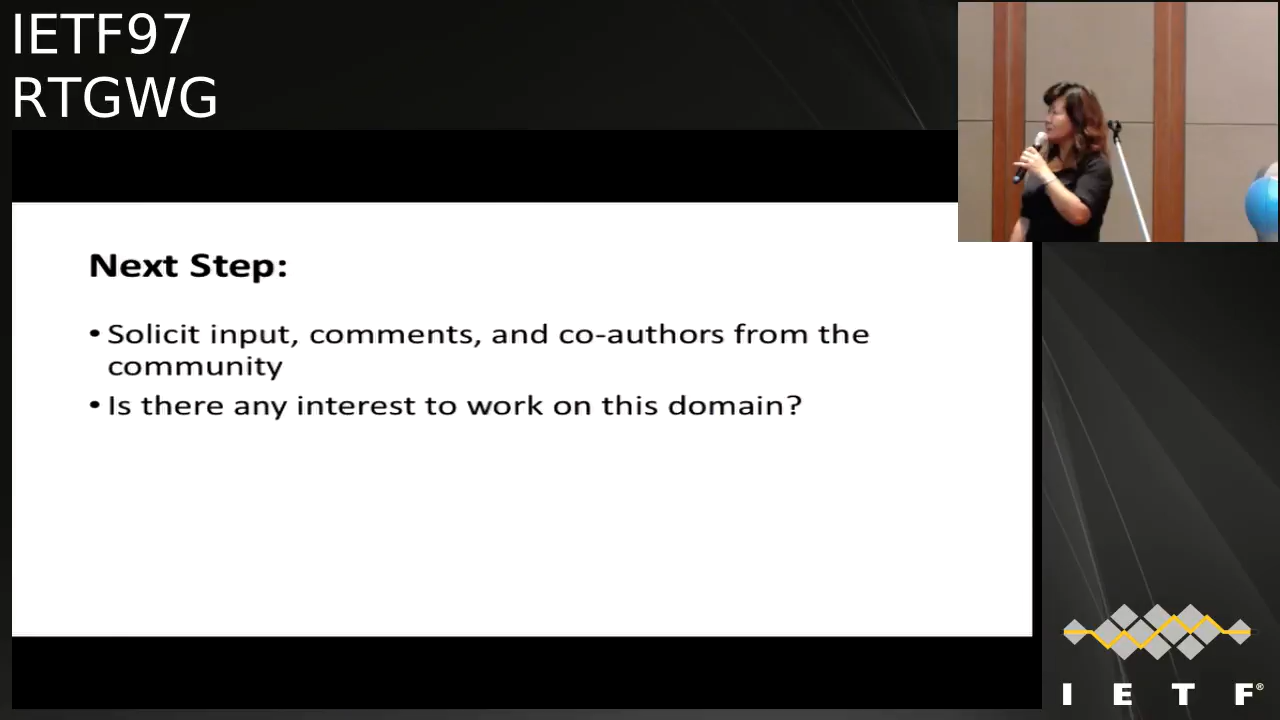 IETF97
RTGWG
Next Step:
• Solicit input, comments, and co-authors from the
community
• Is there any interest to work on this domain?
I E T F®